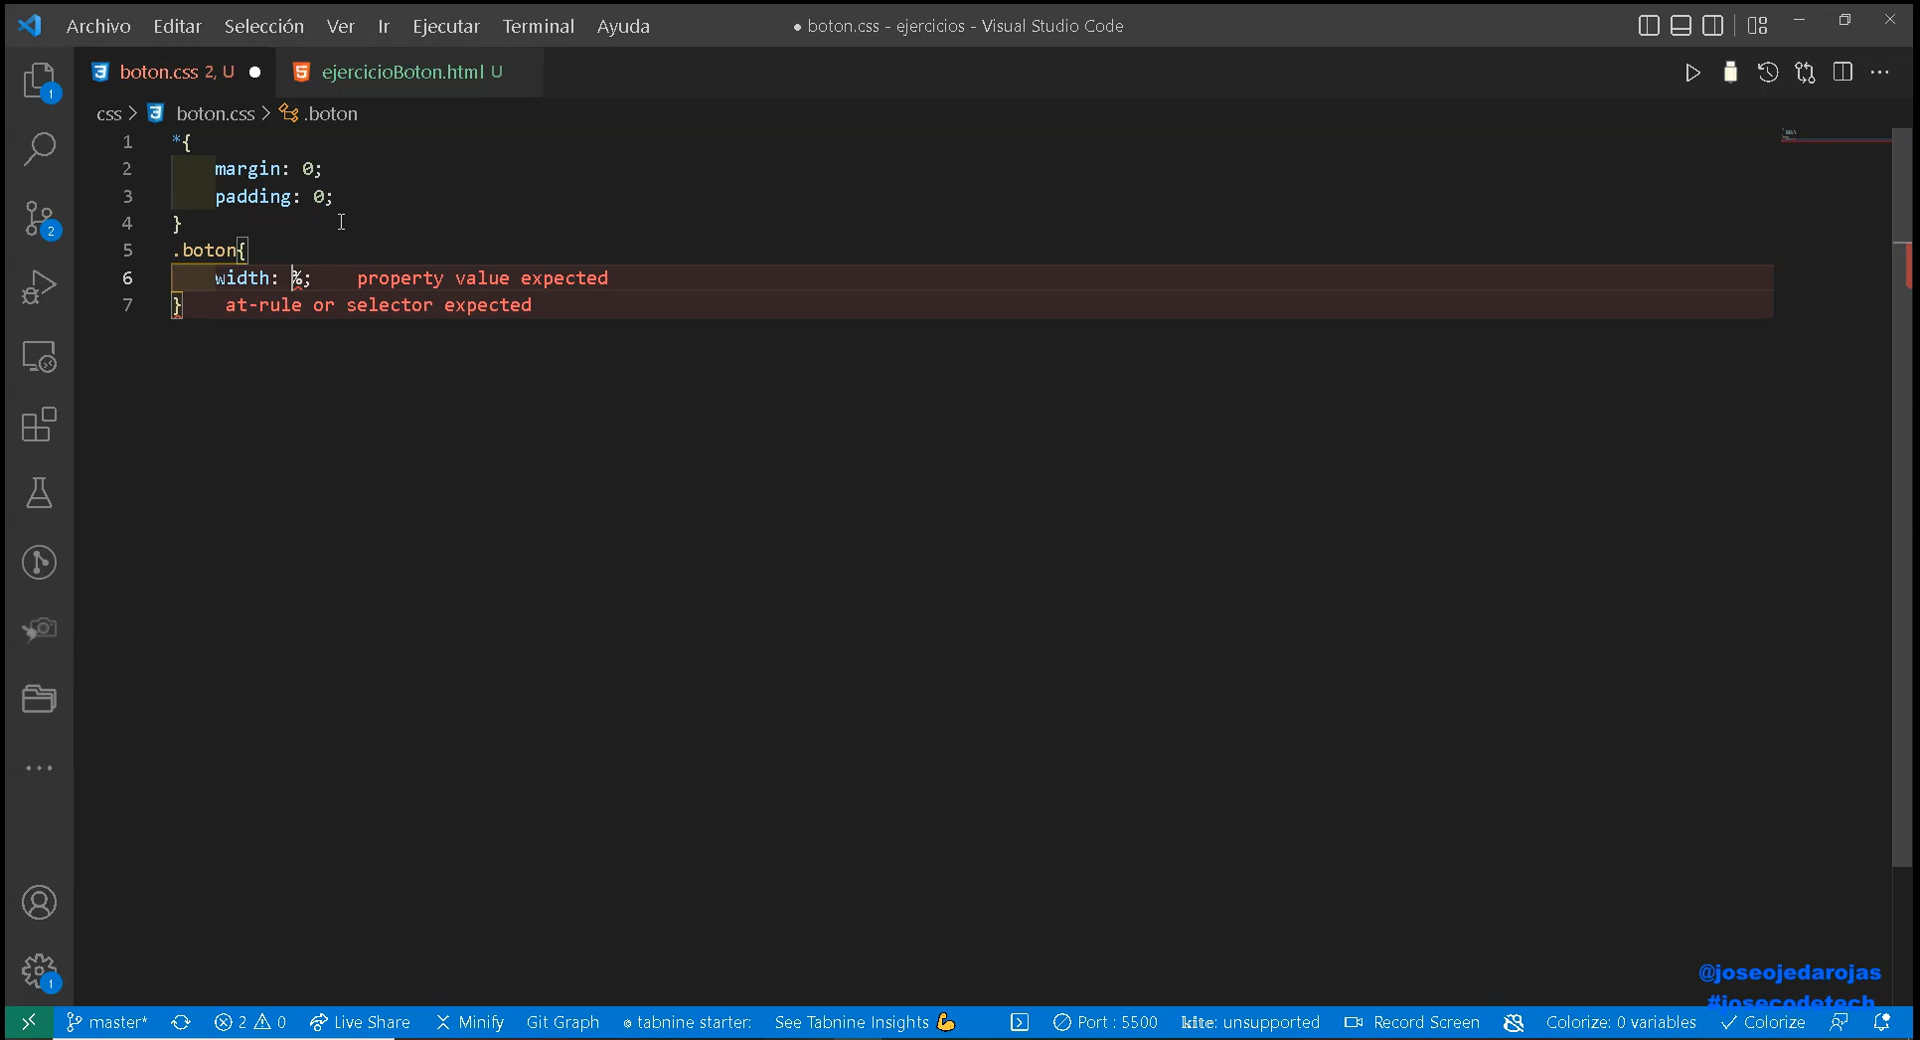 Archivo Editar Selección Ver Ir Ejecutar Terminal Ayuda
● boton.css - ejercicios - Visual Studio Code
boton.css 2, U ●
ejercicioBoton.html U
css > boton.css > .boton
1 *{
2 margin: 0;
3 padding: 0;
4 }
5 .boton{
6 width: %; property value expected
7 } at-rule or selector expected
1
2
1
@joseojedarojas
#josecodetech
master* 2 0 Live Share Minify Git Graph tabnine starter: See Tabnine Insights 💪 Port : 5500 kite: unsupported Record Screen Colorize: 0 variables Colorize